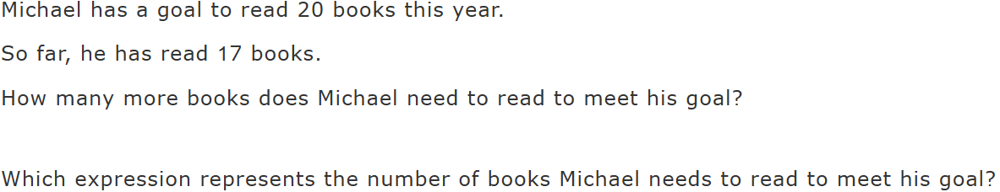 Michael has a goal to read 20 books this year.
So far, he has read 17 books.
How many more books does Michael need to read to meet his goal?
Which expression represents the number of books Michael needs to read to meet his goal?